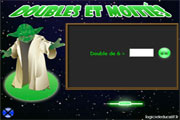 DOUBLES ET MOITIÉS
Double de 6 =
logicieleducatif.fr